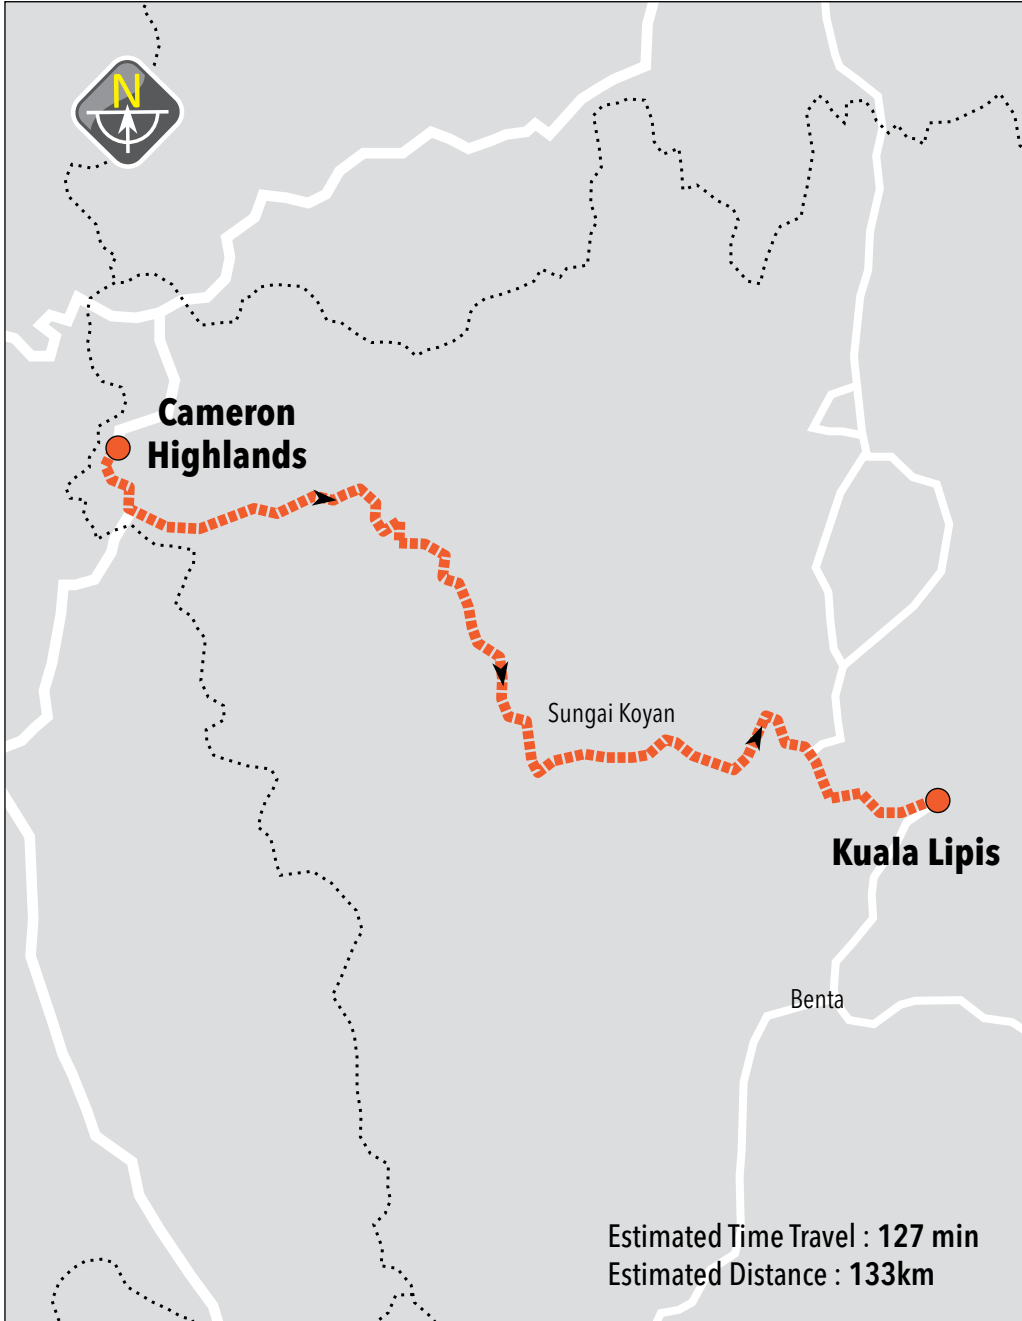 N
Cameron
Highlands
Sungai Koyan
Kuala Lipis
Benta
Estimated Time Travel : 127 min
Estimated Distance : 133km